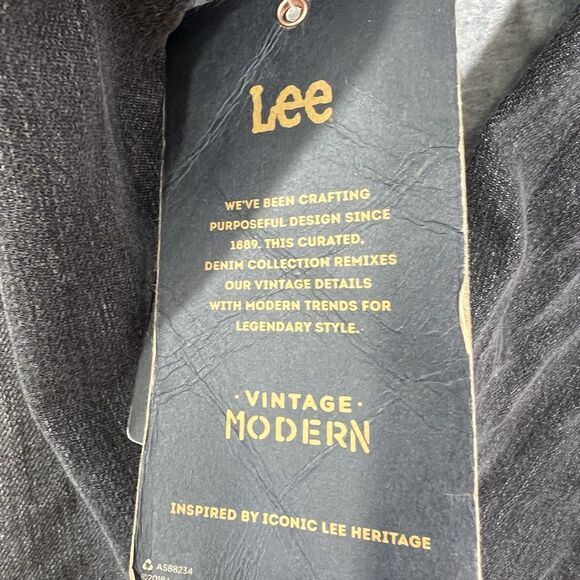 Lee
WE'VE BEEN CRAFTING
PURPOSEFUL DESIGN SINCE
1889. THIS CURATED,
DENIM COLLECTION REMIXES
OUR VINTAGE DETAILS
WITH MODERN TRENDS FOR
LEGENDARY STYLE.
· VINTAGE ·
MODERN
INSPIRED BY ICONIC LEE HERITAGE
AS88234
©2018